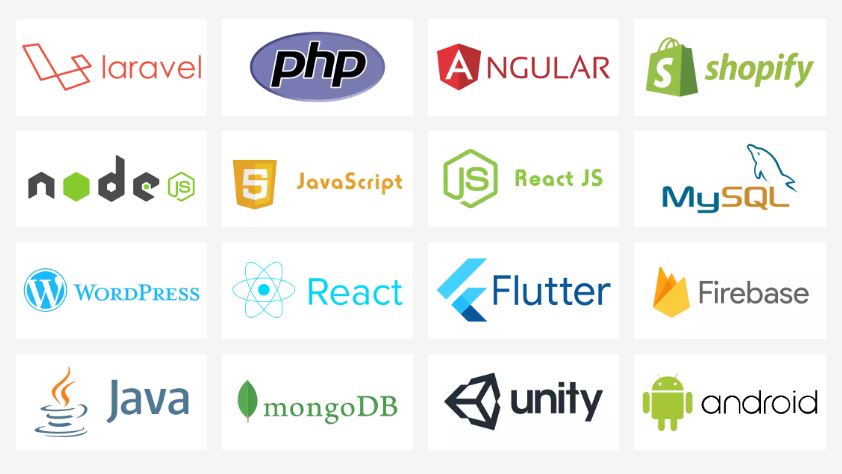 laravel
php
ANGULAR
S shopify
node JS
5 JavaScript
JS React JS
MySQL
W WORDPRESS
React
Flutter
Firebase
Java
mongoDB
unity
android